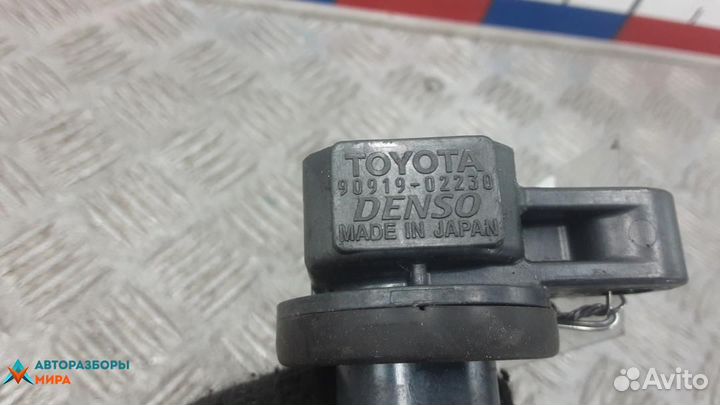 TOYOTA
90919-02230
DENSO
MADE IN JAPAN
АВТОРАЗБОРЫ
МИРА
Avito